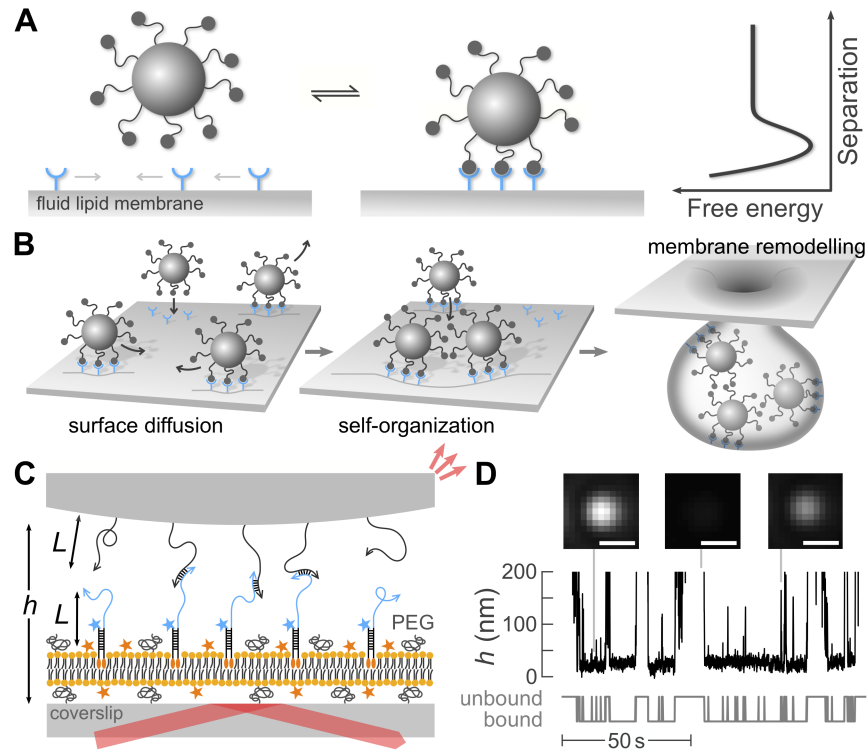 A
fluid lipid membrane
Free energy
Separation
B
surface diffusion
self-organization
membrane remodelling
C
L
h
L
PEG
coverslip
D
200
100
0
h (nm)
unbound
bound
50 s